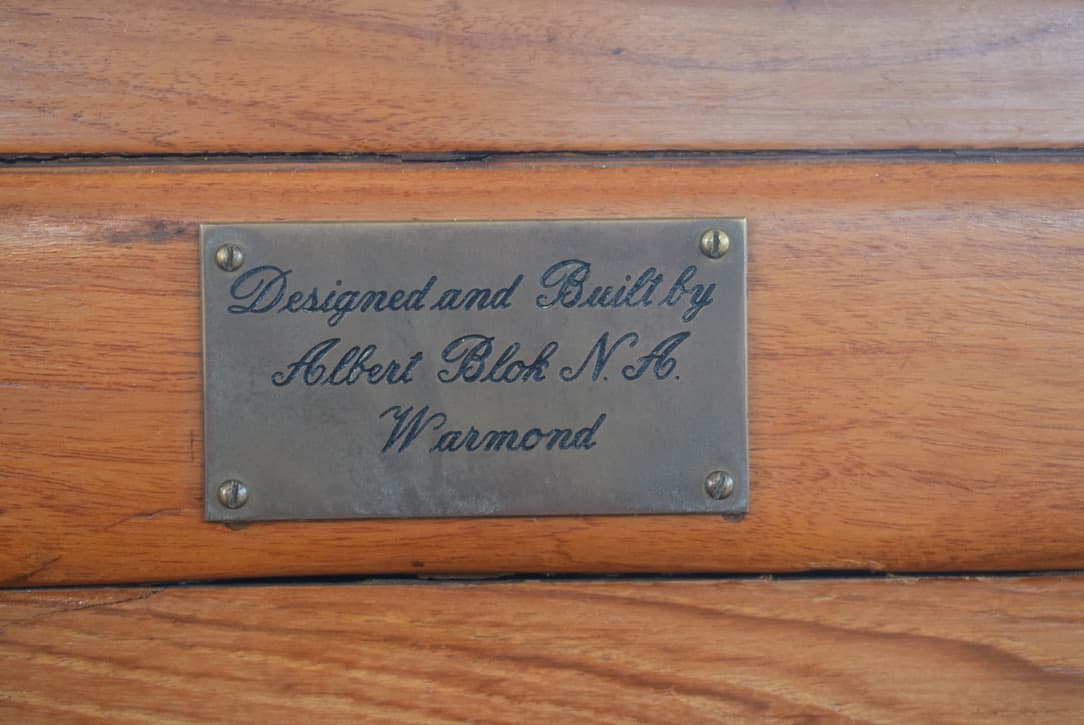 Designed and Built by
Albert Blok N.A.
Warmond